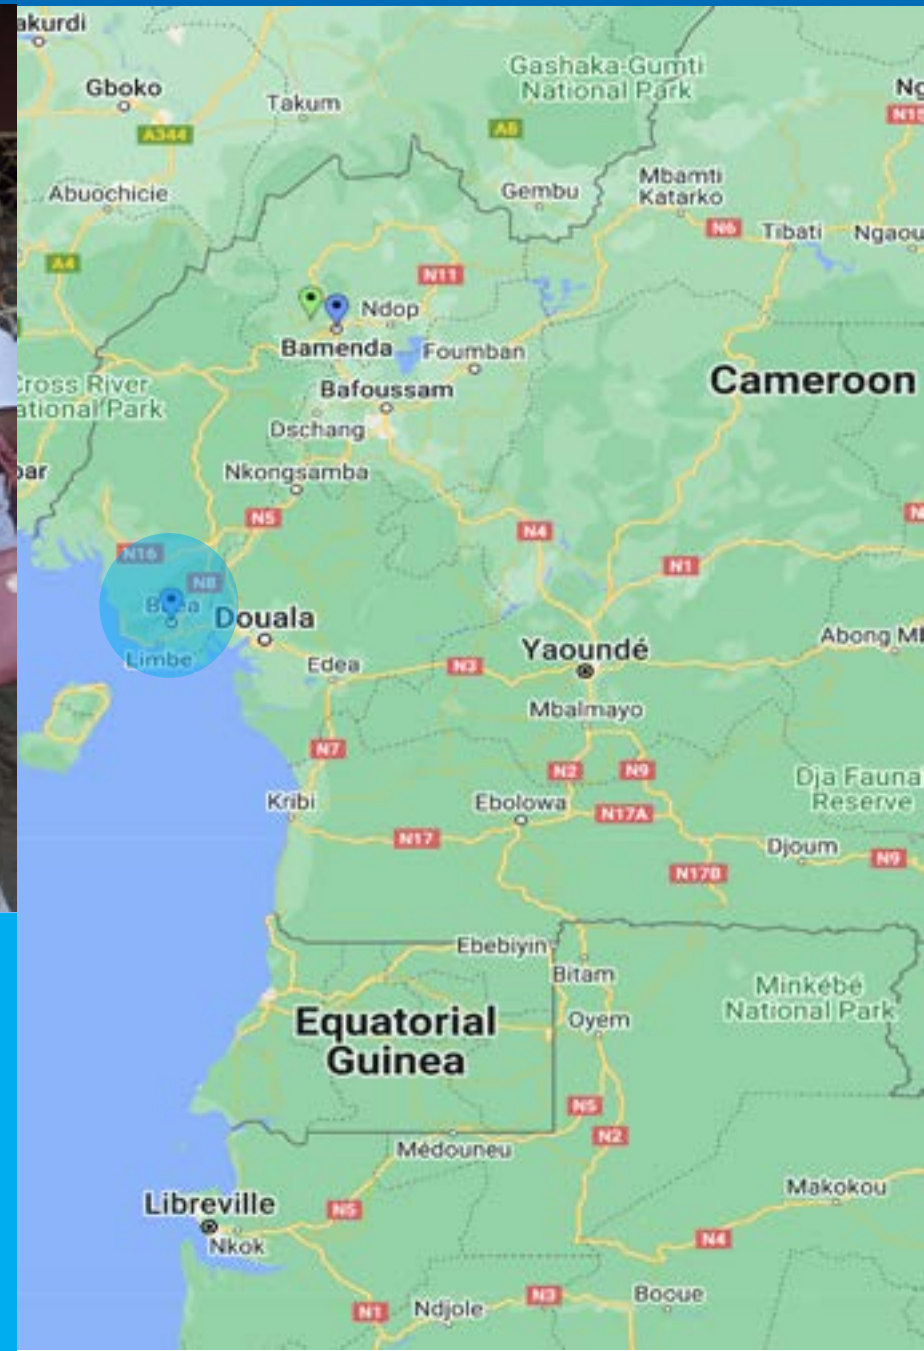 akurdi
Gboko
Takum
Gashaka-Gumti
National Park
Ng
N15
A344
A8
Abuochicie
Gembu
Mbamti
Katarko
N6
Tibati
Ngaou
A4
N11
Ndop
Bamenda
Foumban
Cross River
ational Park
Bafoussam
Cameroon
Dschang
bar
Nkongsamba
N5
N4
N
N16
N1
N8
Douala
Limbe
Edea
N3
Yaoundé
Abong M
Mbalmayo
N7
N2
N9
Dja Fauna
Reserve
Kribi
Ebolowa
N17A
N17
Djoum
N9
N17B
Ebebiyin
Bitam
Minkébé
National Park
Equatorial
Guinea
Oyem
N5
N2
Médouneu
Libreville
N5
Makokou
Nkok
N4
N1
Ndjole
N3
Booue